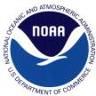 NATIONAL OCEANIC AND ATMOSPHERIC ADMINISTRATION
NOAA
U.S. DEPARTMENT OF COMMERCE